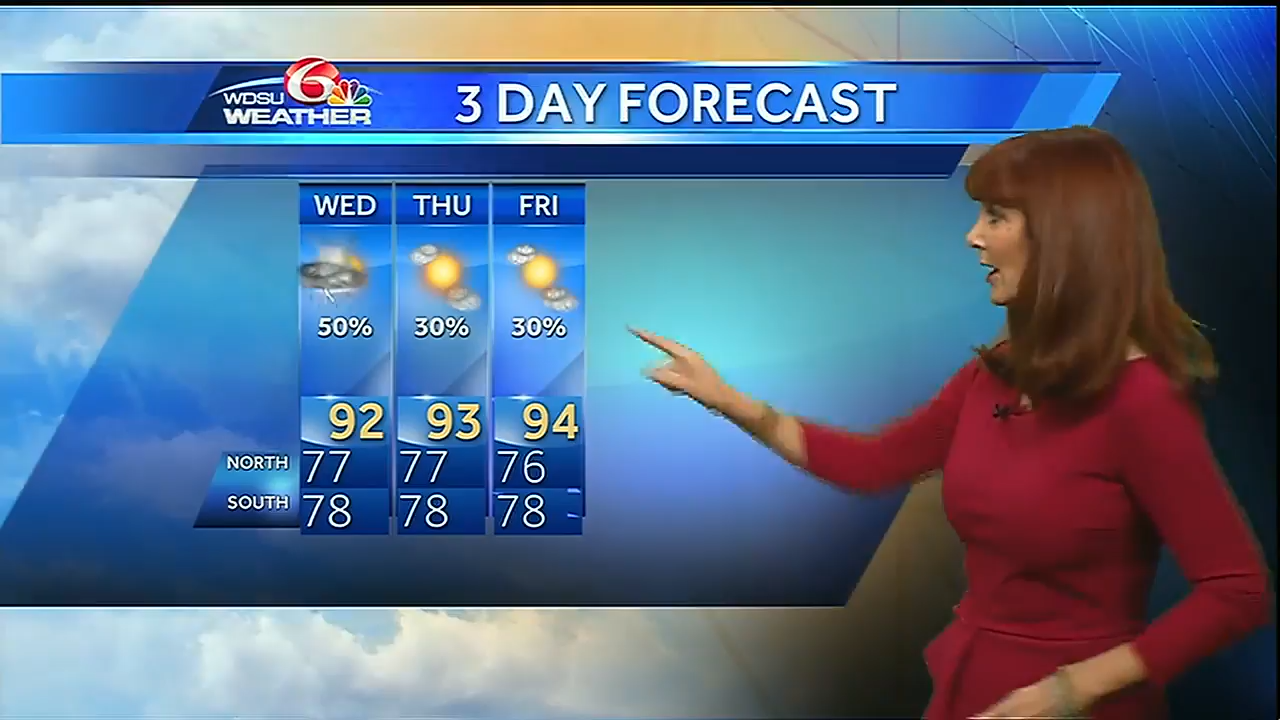 WDSU 6
WEATHER
3 DAY FORECAST
WED THU FRI
50% 30% 30%
92 93 94
NORTH 77 77 76
SOUTH 78 78 78